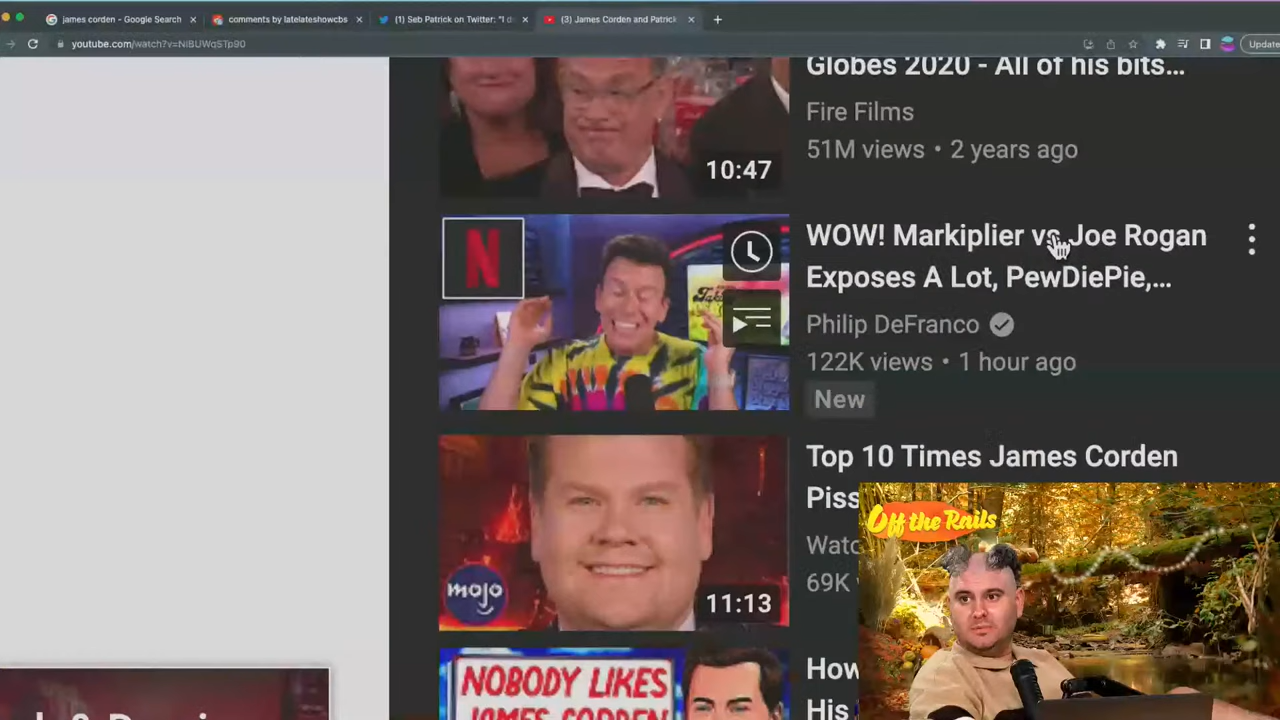 james corden - Google Search
comments by latelateshowcbs
(1) Seb Patrick on Twitter: "I d
(3) James Corden and Patrick
youtube.com/watch?v=NIBUWqSTp90
Update
Globes 2020 - All of his bits...
Fire Films
51M views • 2 years ago
10:47
N
WOW! Markiplier vs Joe Rogan
Exposes A Lot, PewDiePie,...
Philip DeFranco
122K views • 1 hour ago
New
Top 10 Times James Corden
Piss
Watc
69K
mojo
11:13
Off the Rails
NOBODY LIKES
JAMES CORDEN
How
His